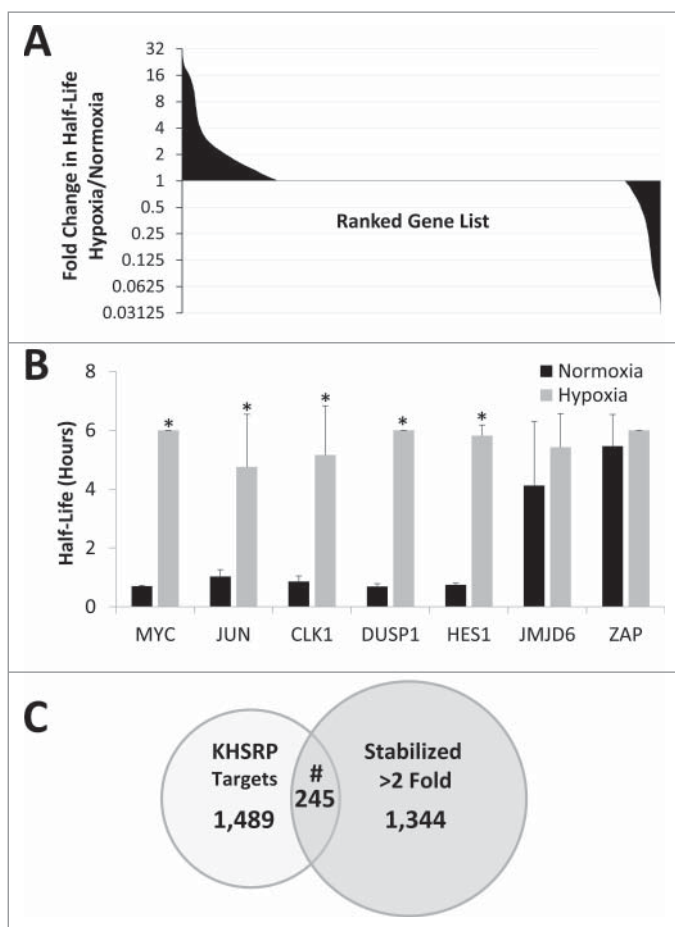 A
Fold Change in Half-Life
Hypoxia/Normoxia
32
16
8
4
2
1
0.5
0.25
0.125
0.0625
0.03125
Ranked Gene List
B
Half-Life (Hours)
8
6
4
2
0
Normoxia
Hypoxia
* * * * *
MYC JUN CLK1 DUSP1 HES1 JMJD6 ZAP
C
KHSRP
Targets
1,489
#
245
Stabilized
>2 Fold
1,344